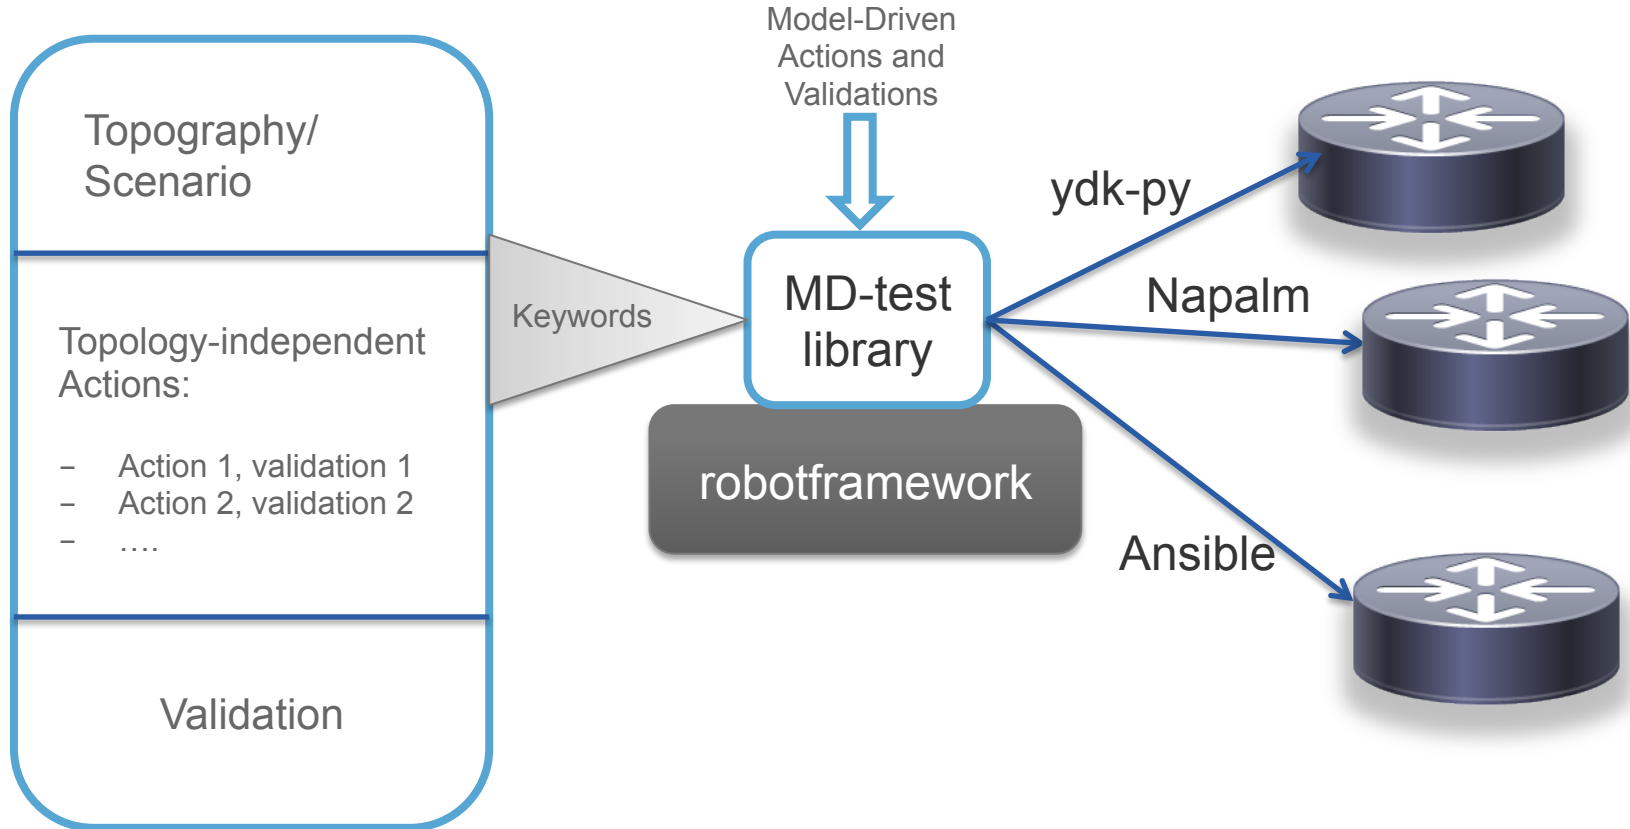 Topography/
Scenario
Topology-independent
Actions:
– Action 1, validation 1
– Action 2, validation 2
– ….
Validation
Keywords
Model-Driven
Actions and
Validations
MD-test
library
robotframework
ydk-py
Napalm
Ansible